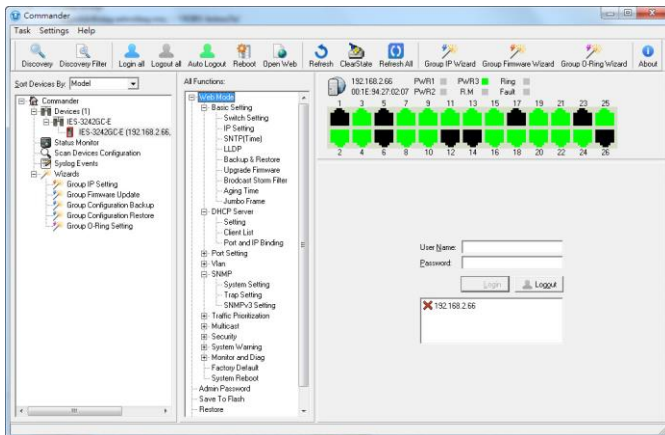 Commander
Task Settings Help
Discovery Discovery Filter Login all Logout all Auto Logout Reboot Open Web Refresh ClearState Refresh All Group IP Wizard Group Firmware Wizard Group O-Ring Wizard About
Sort Devices By: Model
Commander
Devices (1)
IES-3242GC-E
IES-3242GC-E (192.168.2.66,
Status Monitor
Scan Devices Configuration
Syslog Events
Wizards
Group IP Setting
Group Firmware Update
Group Configuration Backup
Group Configuration Restore
Group O-Ring Setting
All Functions:
Web Mode
Basic Setting
Switch Setting
IP Setting
SNTP(Time)
LLDP
Backup & Restore
Upgrade Firmware
Brodcast Storm Filter
Aging Time
Jumbo Frame
DHCP Server
Setting
Client List
Port and IP Binding
Port Setting
Vlan
SNMP
System Setting
Trap Setting
SNMPv3 Setting
Traffic Prioritization
Multicast
Security
System Warning
Monitor and Diag
Factory Default
System Reboot
Admin Password
Save To Flash
Restore
192.168.2.66 PWR1 PWR3 Ring
00:1E:94:27:02:07 PWR2 R.M Fault
1 3 5 7 9 11 13 15 17 19 21 23 25
2 4 6 8 10 12 14 16 18 20 22 24 26
User Name:
Password:
Login Loggut
192.168.2.66